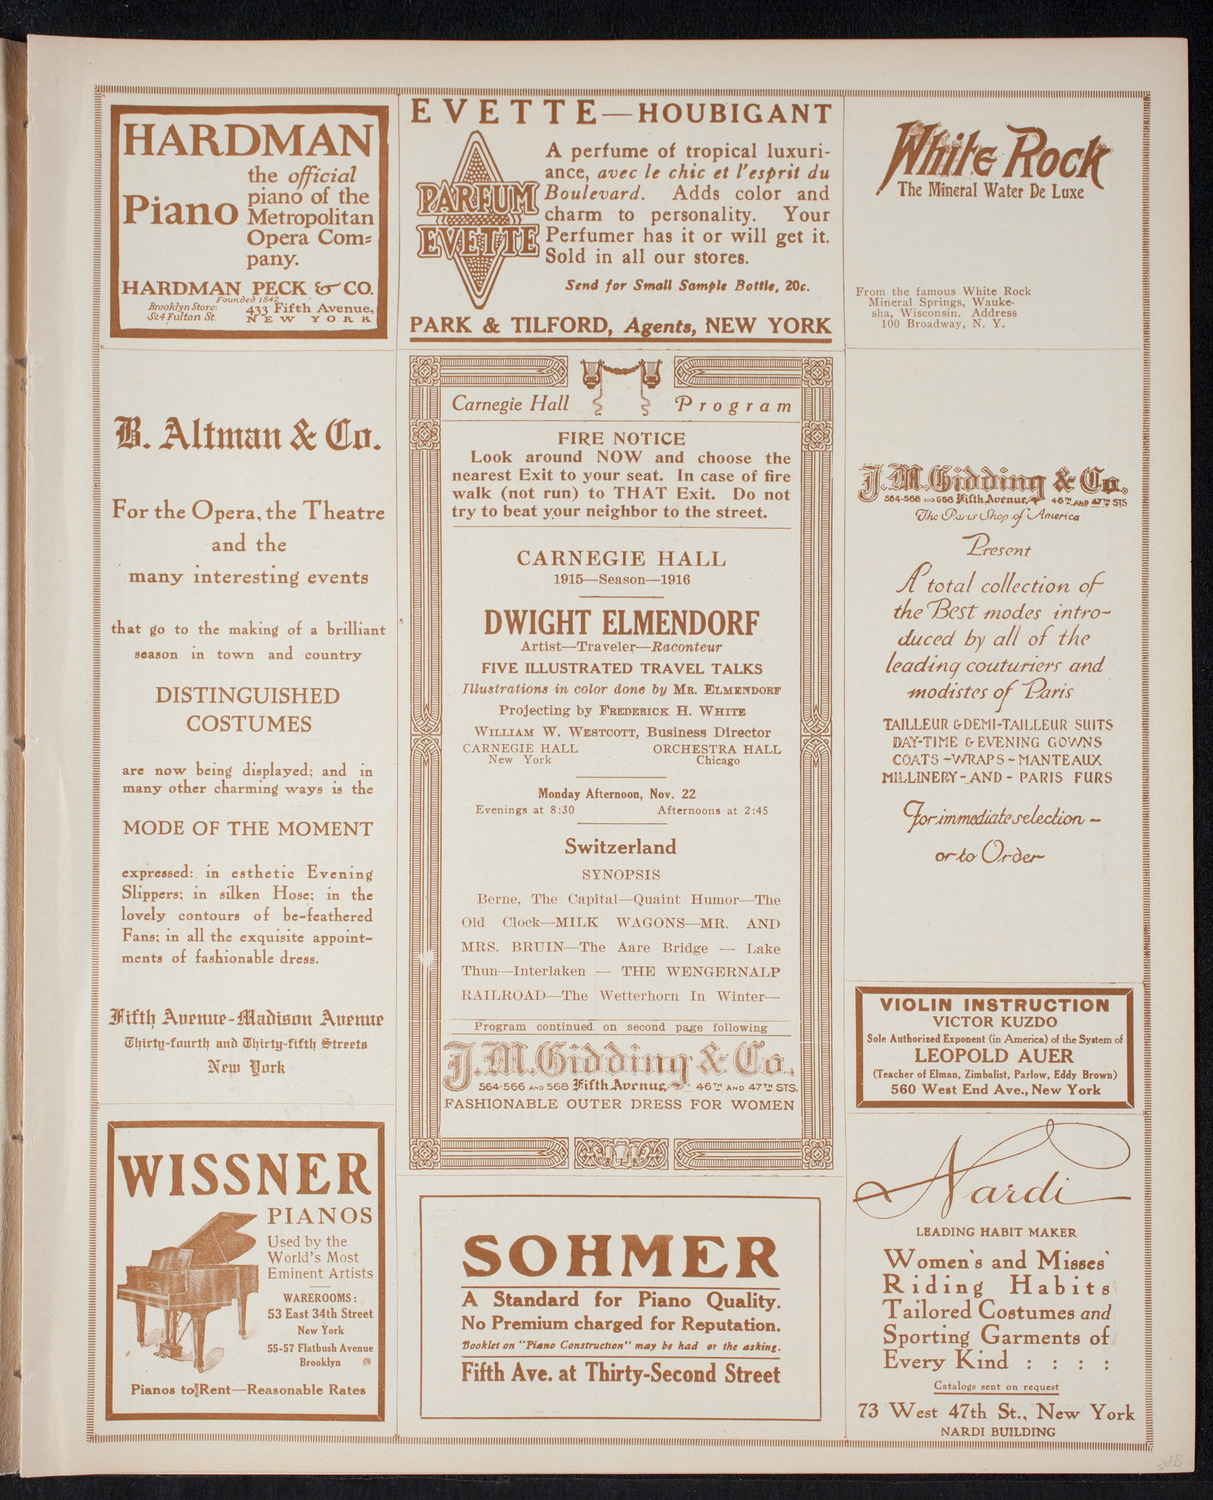 HARDMAN
Piano
the official
piano of the
Metropolitan
Opera Com=
pany.
HARDMAN PECK & CO.
Founded 1842
Brooklyn Store:
524 Fulton St.
433 Fifth Avenue,
NEW YORK
EVETTE—HOUBIGANT
PARFUM
EVETTE
A perfume of tropical luxuri-
ance, avec le chic et l'esprit du
Boulevard. Adds color and
charm to personality. Your
Perfumer has it or will get it.
Sold in all our stores.
Send for Small Sample Bottle, 20c.
PARK & TILFORD, Agents, NEW YORK
White Rock
The Mineral Water De Luxe
From the famous White Rock
Mineral Springs, Wauke-
sha, Wisconsin. Address
100 Broadway, N. Y.
B. Altman & Co.
For the Opera, the Theatre
and the
many interesting events
that go to the making of a brilliant
season in town and country
DISTINGUISHED
COSTUMES
are now being displayed; and in
many other charming ways is the
MODE OF THE MOMENT
expressed: in esthetic Evening
Slippers; in silken Hose; in the
lovely contours of be-feathered
Fans; in all the exquisite appoint-
ments of fashionable dress.
Fifth Avenue-Madison Avenue
Thirty-fourth and Thirty-fifth Streets
New York
Carnegie Hall Program
FIRE NOTICE
Look around NOW and choose the
nearest Exit to your seat. In case of fire
walk (not run) to THAT Exit. Do not
try to beat your neighbor to the street.
CARNEGIE HALL
1915—Season—1916
DWIGHT ELMENDORF
Artist—Traveler—Raconteur
FIVE ILLUSTRATED TRAVEL TALKS
Illustrations in color done by MR. ELMENDORF
Projecting by FREDERICK H. WHITE
WILLIAM W. WESTCOTT, Business Director
CARNEGIE HALL ORCHESTRA HALL
New York Chicago
Monday Afternoon, Nov. 22
Evenings at 8:30 Afternoons at 2:45
Switzerland
SYNOPSIS
Berne, The Capital—Quaint Humor—The
Old Clock—MILK WAGONS—MR. AND
MRS. BRUIN—The Aare Bridge — Lake
Thun—Interlaken — THE WENGERNALP
RAILROAD—The Wetterhorn In Winter—
Program continued on second page following
J.M. Gidding & Co.
564-566 AND 568 Fifth Avenue, 46TH AND 47TH STS.
FASHIONABLE OUTER DRESS FOR WOMEN
J.M. Gidding & Co.
564-566 AND 568 Fifth Avenue, 46TH AND 47TH STS
The Paris Shop of America
Present
A total collection of
the Best modes intro-
duced by all of the
leading couturiers and
modistes of Paris
TAILLEUR & DEMI-TAILLEUR SUITS
DAY-TIME & EVENING GOWNS
COATS - WRAPS - MANTEAUX
MILLINERY - AND - PARIS FURS
For immediate selection -
or to Order
VIOLIN INSTRUCTION
VICTOR KUZDO
Sole Authorized Exponent (in America) of the System of
LEOPOLD AUER
(Teacher of Elman, Zimbalist, Parlow, Eddy Brown)
560 West End Ave., New York
WISSNER
PIANOS
Used by the
World's Most
Eminent Artists
WAREROOMS:
53 East 34th Street
New York
55-57 Flatbush Avenue
Brooklyn
Pianos to Rent—Reasonable Rates
SOHMER
A Standard for Piano Quality.
No Premium charged for Reputation.
Booklet on "Piano Construction" may be had or the asking.
Fifth Ave. at Thirty-Second Street
Nardi
LEADING HABIT MAKER
Women's and Misses'
Riding Habits
Tailored Costumes and
Sporting Garments of
Every Kind : : : :
Catalogs sent on request
73 West 47th St., New York
NARDI BUILDING